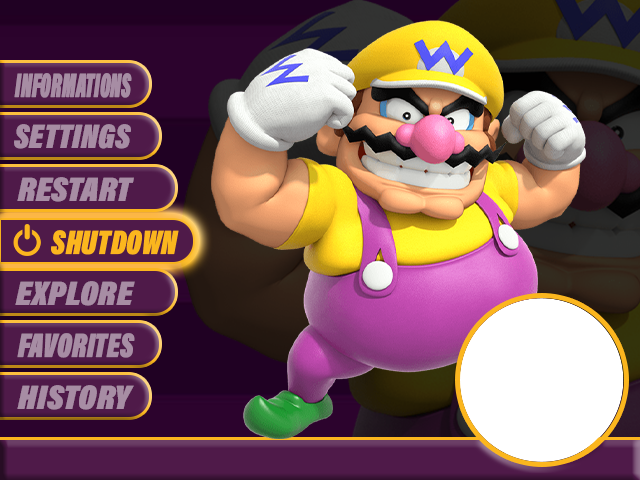 INFORMATIONS
SETTINGS
RESTART
SHUTDOWN
EXPLORE
FAVORITES
HISTORY
W
W